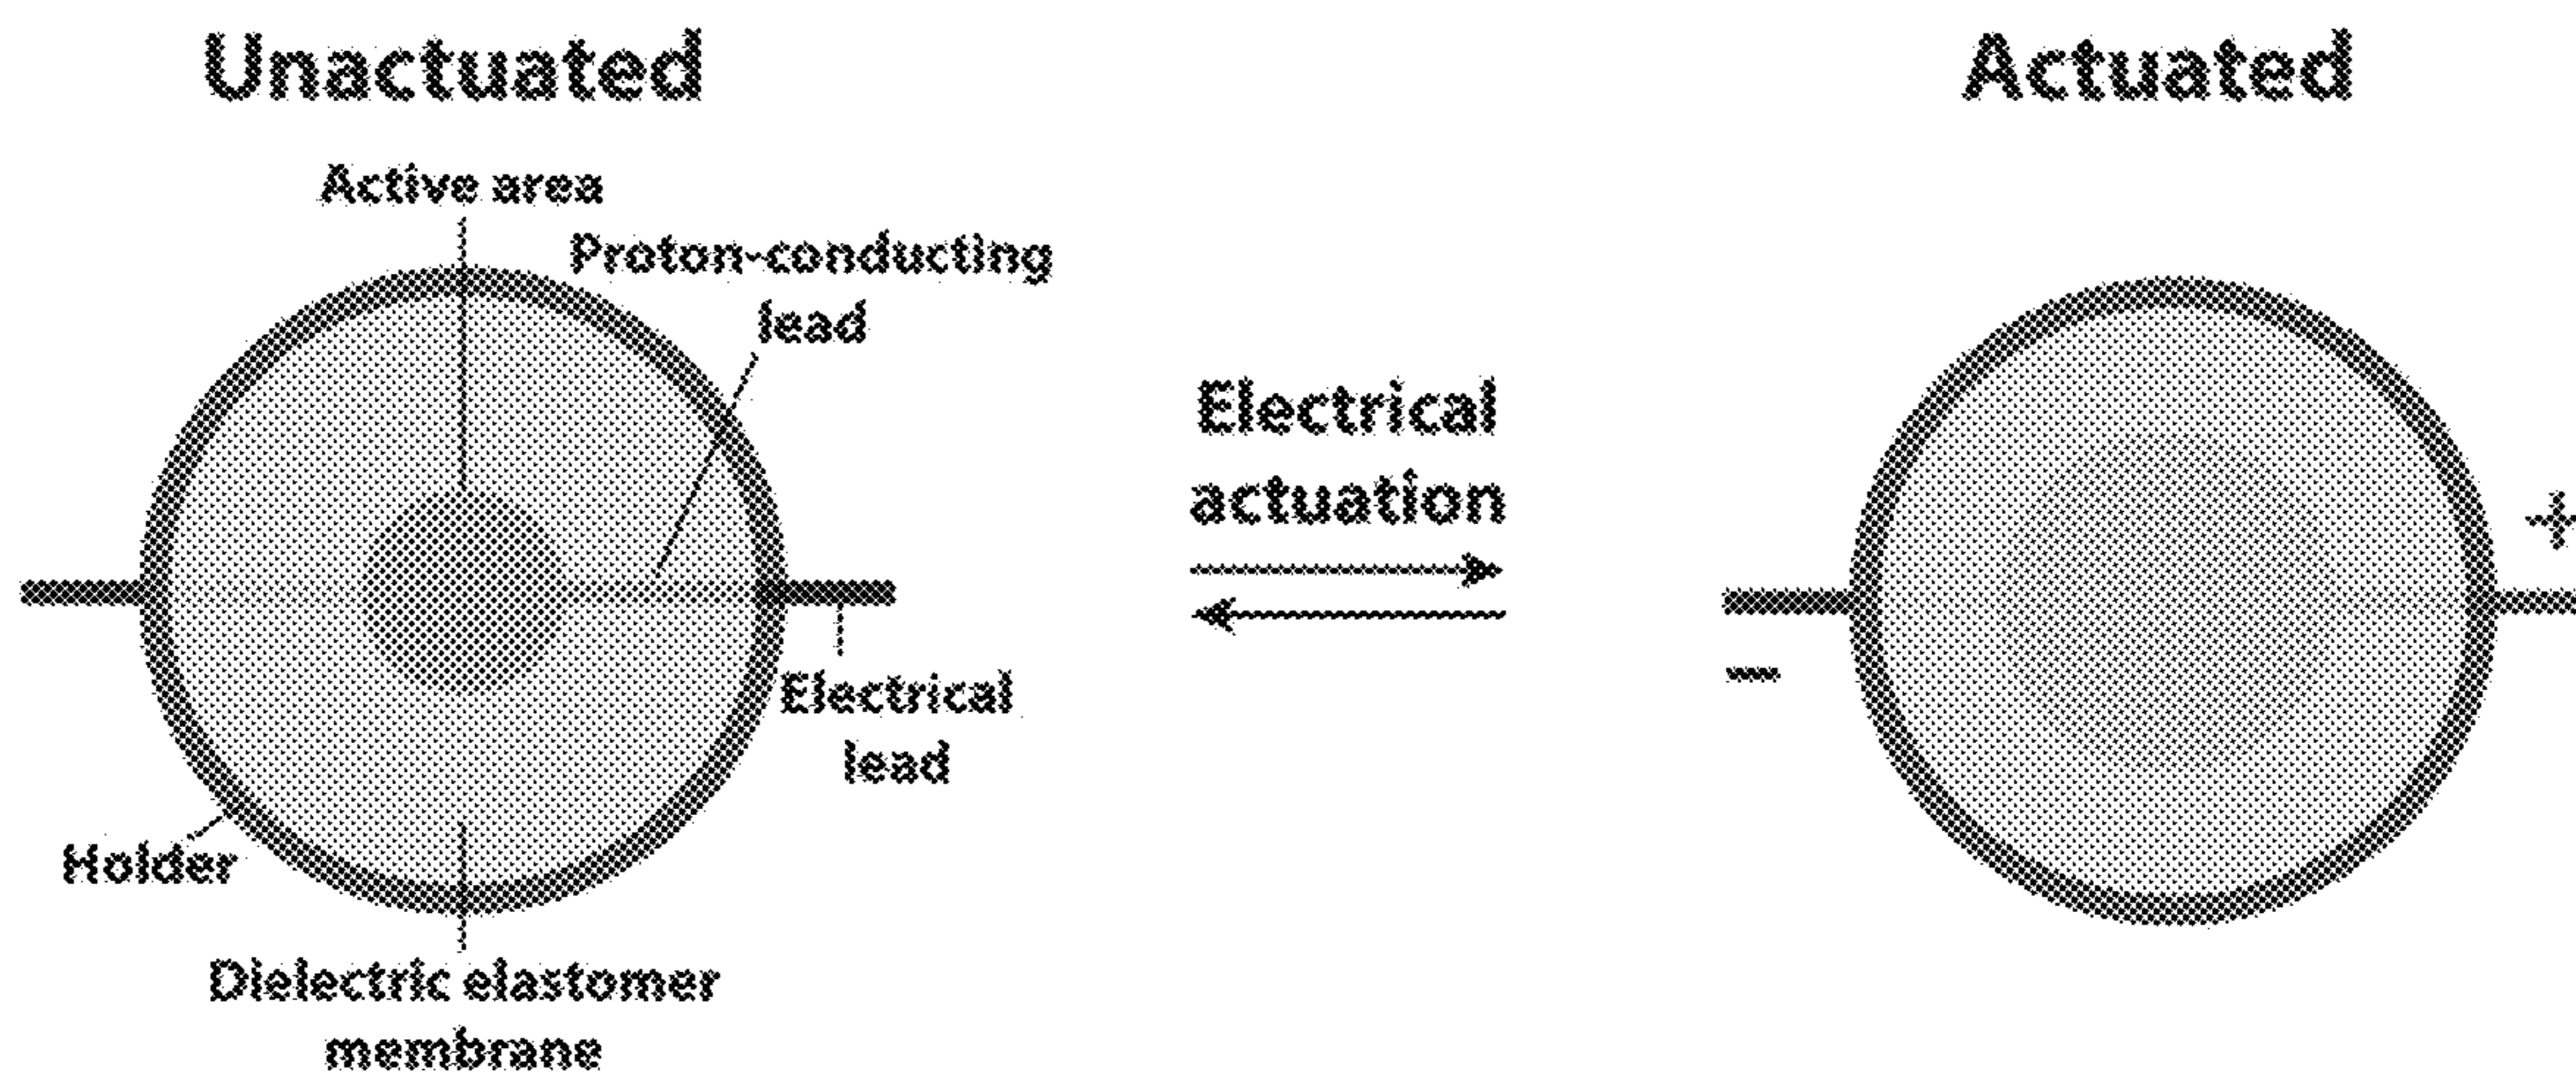 Unactuated
Active area
Proton-conducting
lead
Electrical
lead
Holder
Dielectric elastomer
membrane
Electrical
actuation
Actuated
+
−